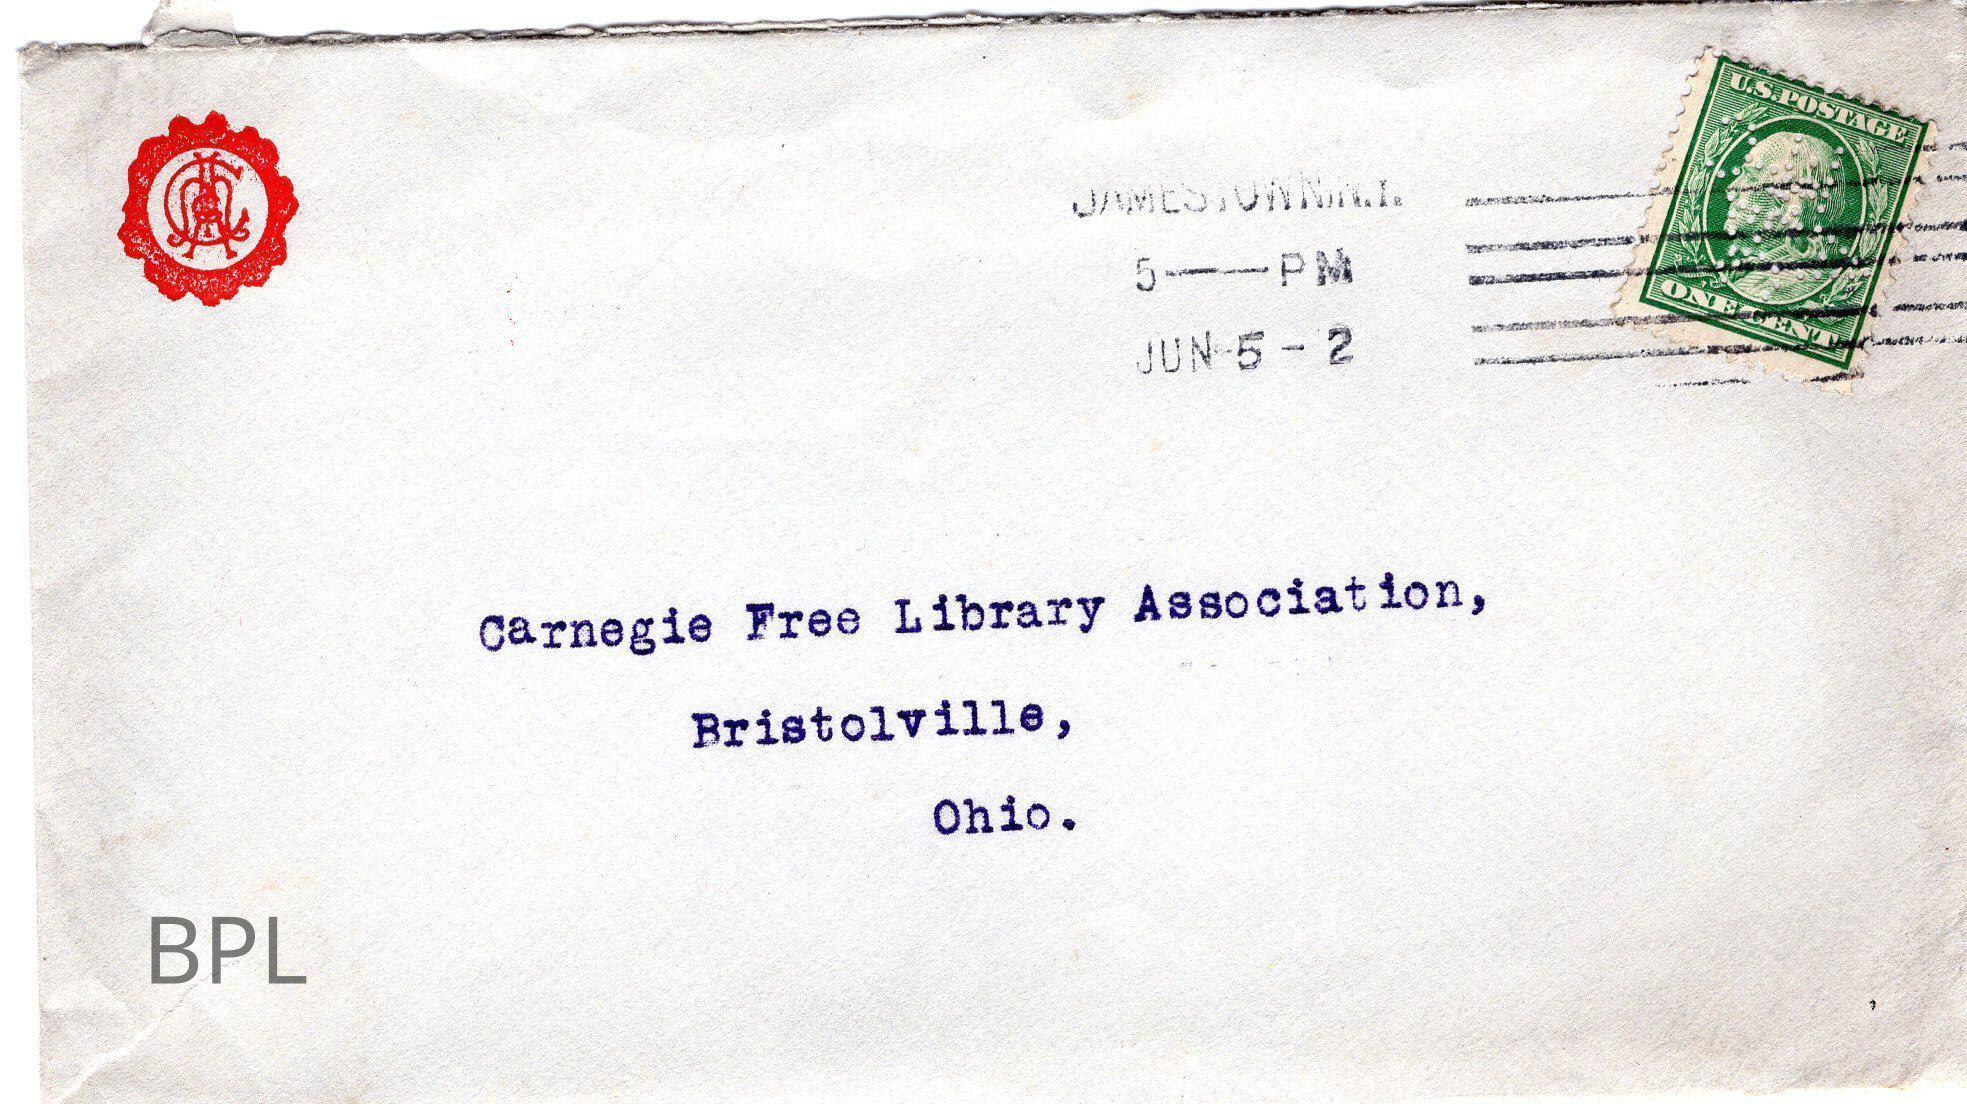 U.S. POSTAGE
JAMESTOWN, N.Y.
5 — PM
JUN 5 - 2
ONE CENT
Carnegie Free Library Association,
Bristolville,
Ohio.
BPL